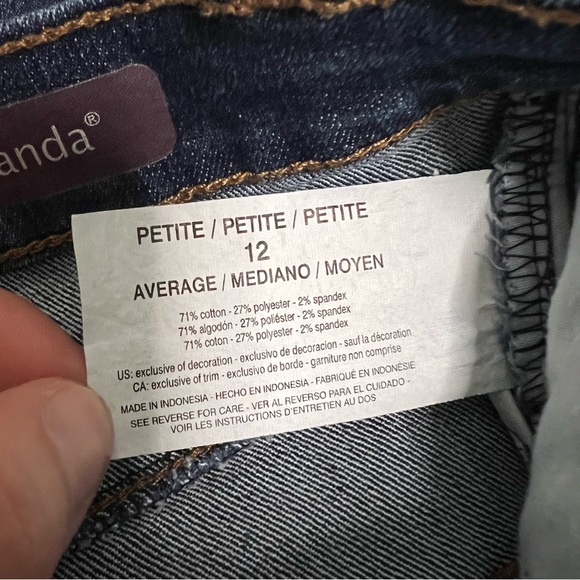 anda®
PETITE / PETITE / PETITE
12
AVERAGE / MEDIANO / MOYEN
71% cotton - 27% polyester - 2% spandex
71% algodón - 27% poliéster - 2% spandex
71% coton - 27% polyester - 2% spandex
US: exclusive of decoration - exclusivo de decoracion - sauf la décoration
CA: exclusive of trim - exclusivo de borde - garniture non comprise
MADE IN INDONESIA - HECHO EN INDONESIA - FABRIQUÉ EN INDONÉSIE
SEE REVERSE FOR CARE - VER AL REVERSO PARA EL CUIDADO -
VOIR LES INSTRUCTIONS D'ENTRETIEN AU DOS